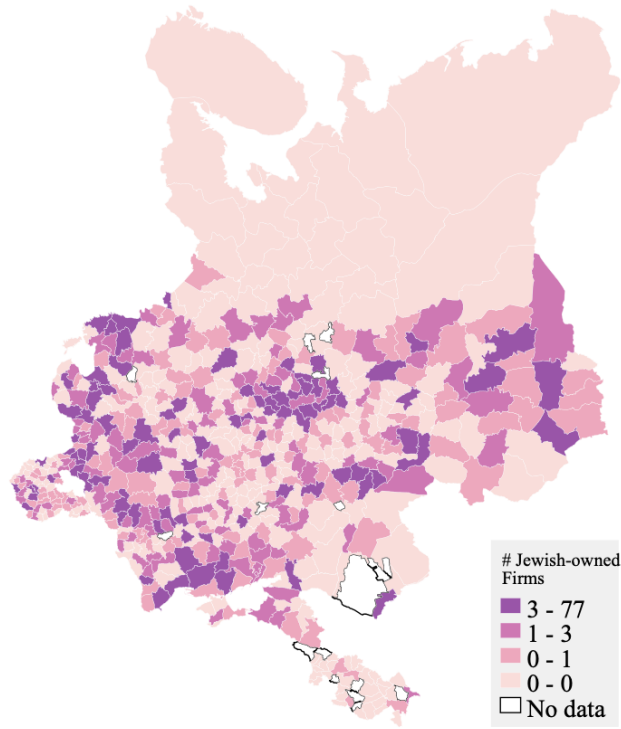 # Jewish-owned
Firms
3 - 77
1 - 3
0 - 1
0 - 0
No data